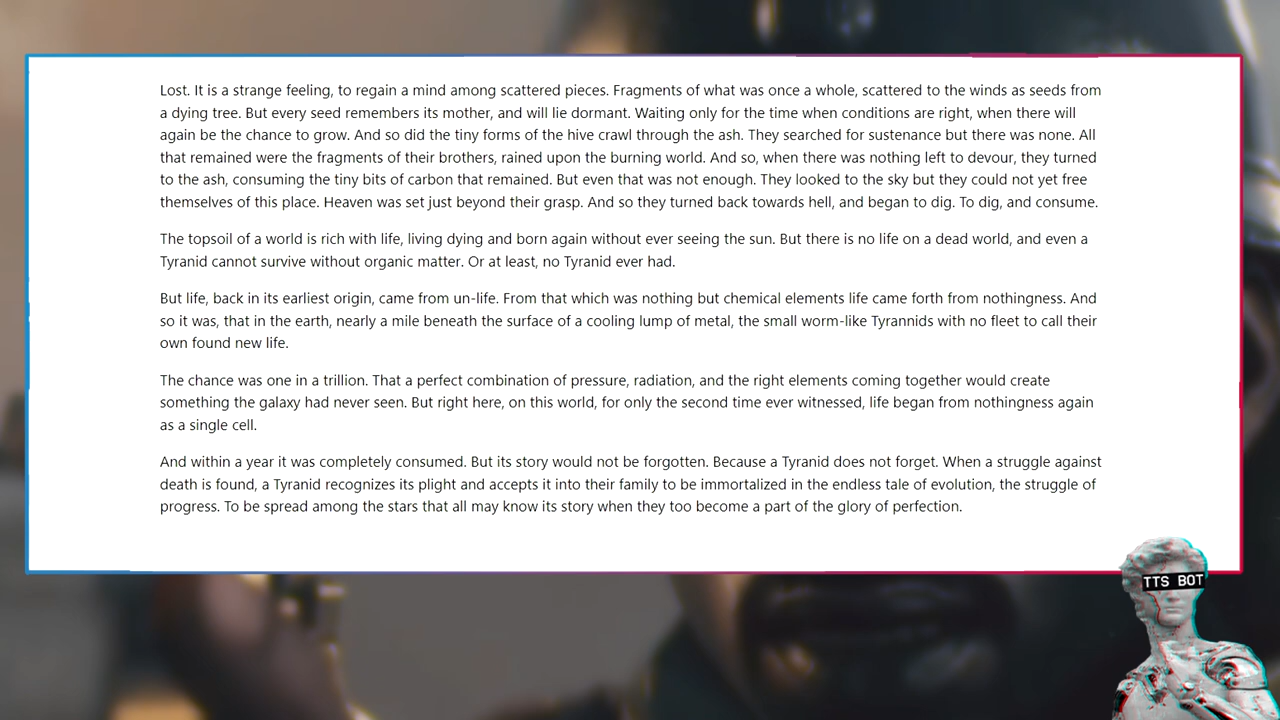 Lost. It is a strange feeling, to regain a mind among scattered pieces. Fragments of what was once a whole, scattered to the winds as seeds from
a dying tree. But every seed remembers its mother, and will lie dormant. Waiting only for the time when conditions are right, when there will
again be the chance to grow. And so did the tiny forms of the hive crawl through the ash. They searched for sustenance but there was none. All
that remained were the fragments of their brothers, rained upon the burning world. And so, when there was nothing left to devour, they turned
to the ash, consuming the tiny bits of carbon that remained. But even that was not enough. They looked to the sky but they could not yet free
themselves of this place. Heaven was set just beyond their grasp. And so they turned back towards hell, and began to dig. To dig, and consume.
The topsoil of a world is rich with life, living dying and born again without ever seeing the sun. But there is no life on a dead world, and even a
Tyranid cannot survive without organic matter. Or at least, no Tyranid ever had.
But life, back in its earliest origin, came from un-life. From that which was nothing but chemical elements life came forth from nothingness. And
so it was, that in the earth, nearly a mile beneath the surface of a cooling lump of metal, the small worm-like Tyrannids with no fleet to call their
own found new life.
The chance was one in a trillion. That a perfect combination of pressure, radiation, and the right elements coming together would create
something the galaxy had never seen. But right here, on this world, for only the second time ever witnessed, life began from nothingness again
as a single cell.
And within a year it was completely consumed. But its story would not be forgotten. Because a Tyranid does not forget. When a struggle against
death is found, a Tyranid recognizes its plight and accepts it into their family to be immortalized in the endless tale of evolution, the struggle of
progress. To be spread among the stars that all may know its story when they too become a part of the glory of perfection.
TTS BOT